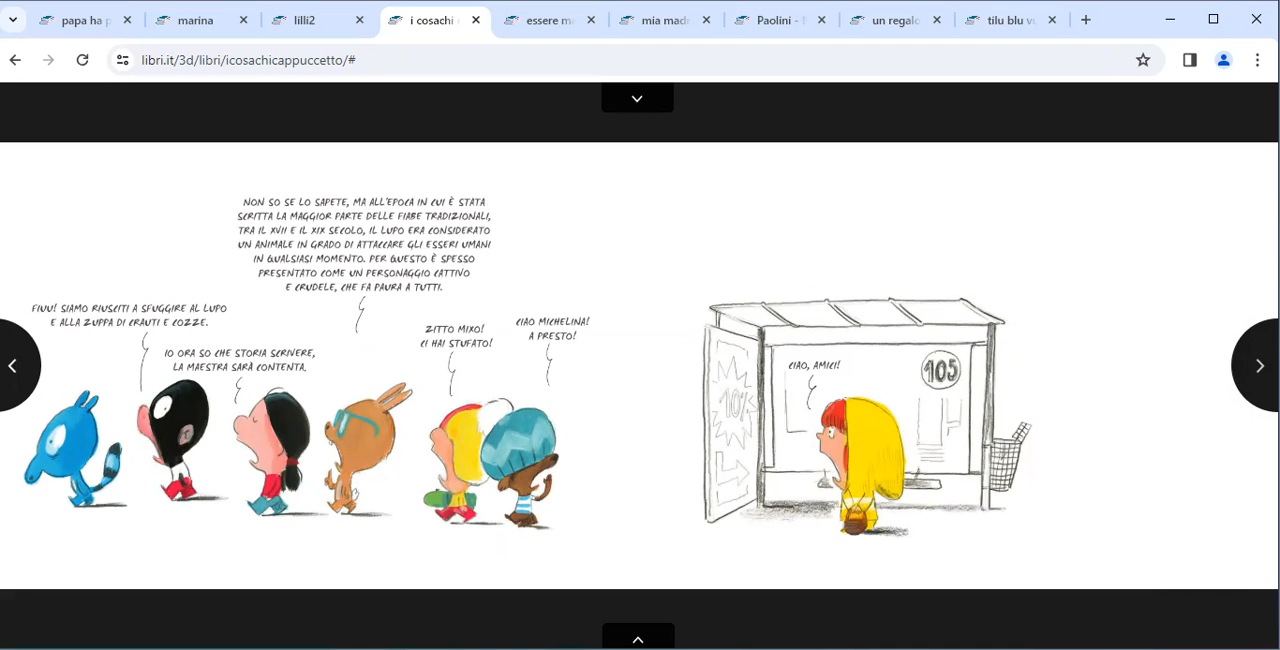 papa ha p
marina
lilli2
i cosachi
essere ma
mia madr
Paolini -
un regalo
tilu blu v
libri.it/3d/libri/icosachicappuccetto/#
NON SO SE LO SAPETE, MA ALL'EPOCA IN CUI È STATA
SCRITTA LA MAGGIOR PARTE DELLE FIABE TRADIZIONALI,
TRA IL XVII E IL XIX SECOLO, IL LUPO ERA CONSIDERATO
UN ANIMALE IN GRADO DI ATTACCARE GLI ESSERI UMANI
IN QUALSIASI MOMENTO. PER QUESTO È SPESSO
PRESENTATO COME UN PERSONAGGIO CATTIVO
E CRUDELE, CHE FA PAURA A TUTTI.
FIUU! SIAMO RIUSCITI A SFUGGIRE AL LUPO
E ALLA ZUPPA DI CRAUTI E COZZE.
IO ORA SO CHE STORIA SCRIVERE,
LA MAESTRA SARÀ CONTENTA.
ZITTO MIXO!
CI HAI STUFATO!
CIAO MICHELINA!
A PRESTO!
CIAO, AMICI!
105
10%